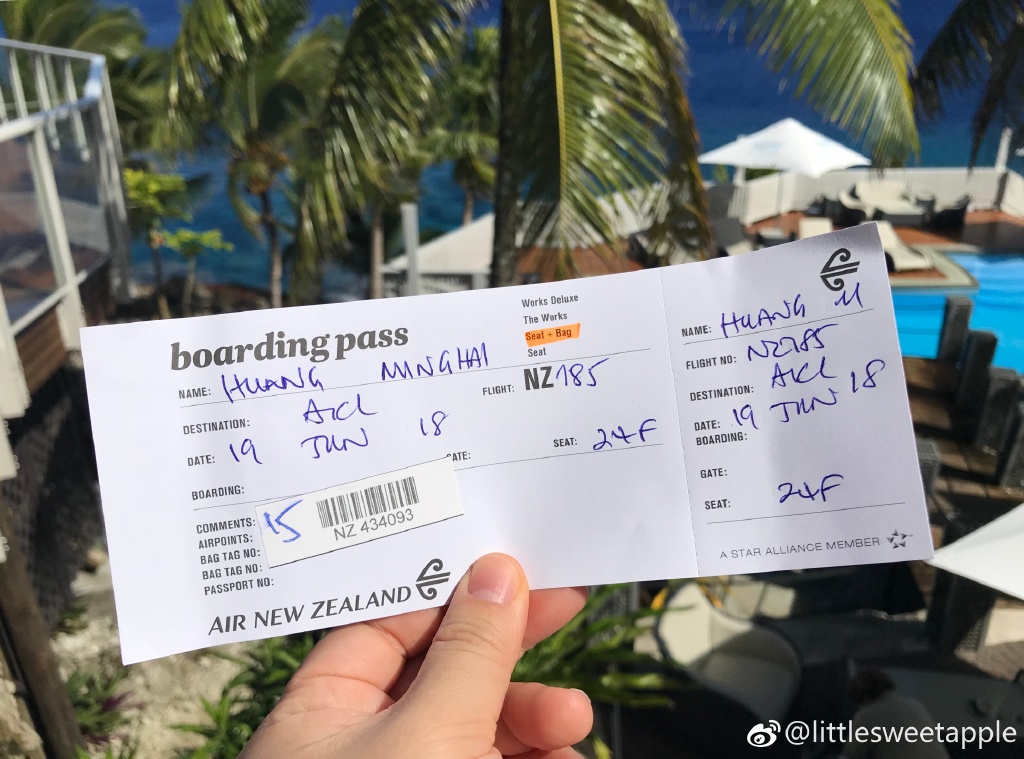 boarding pass
Works Deluxe
The Works
Seat + Bag
Seat
NAME: HUANG MINGHAI
FLIGHT: NZ185
DESTINATION: AKL
DATE: 19 JUN 18
GATE:
SEAT: 24F
BOARDING:
COMMENTS: 15
AIRPOINTS:
BAG TAG NO:
BAG TAG NO:
PASSPORT NO:
NZ 434093
AIR NEW ZEALAND
NAME: HUANG M
FLIGHT NO: NZ785
DESTINATION: AKL
DATE: 19 JUN 18
BOARDING:
GATE:
SEAT: 24F
A STAR ALLIANCE MEMBER
@littlesweetapple